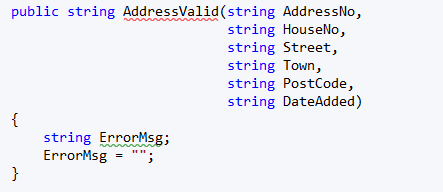 public string AddressValid(string AddressNo,
                           string HouseNo,
                           string Street,
                           string Town,
                           string PostCode,
                           string DateAdded)
{
    string ErrorMsg;
    ErrorMsg = "";
}